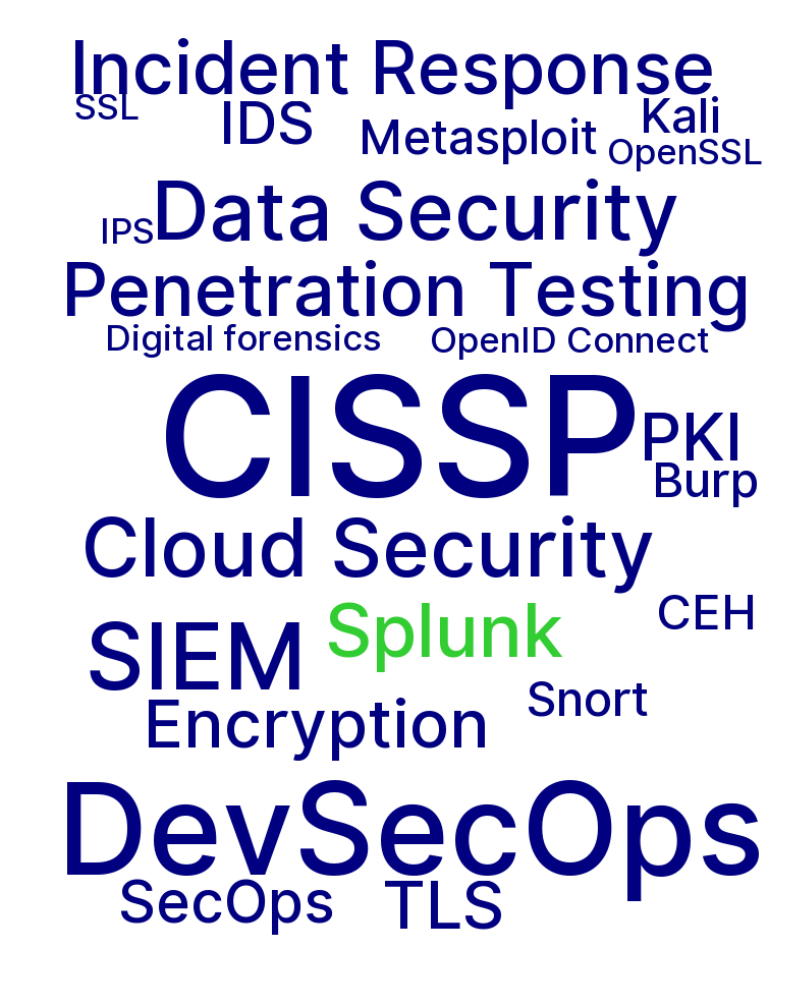 Incident Response
SSL
IDS
Metasploit
Kali
OpenSSL
IPS
Data Security
Penetration Testing
Digital forensics
OpenID Connect
CISSP
PKI
Burp
Cloud Security
CEH
SIEM
Splunk
Snort
Encryption
DevSecOps
SecOps
TLS